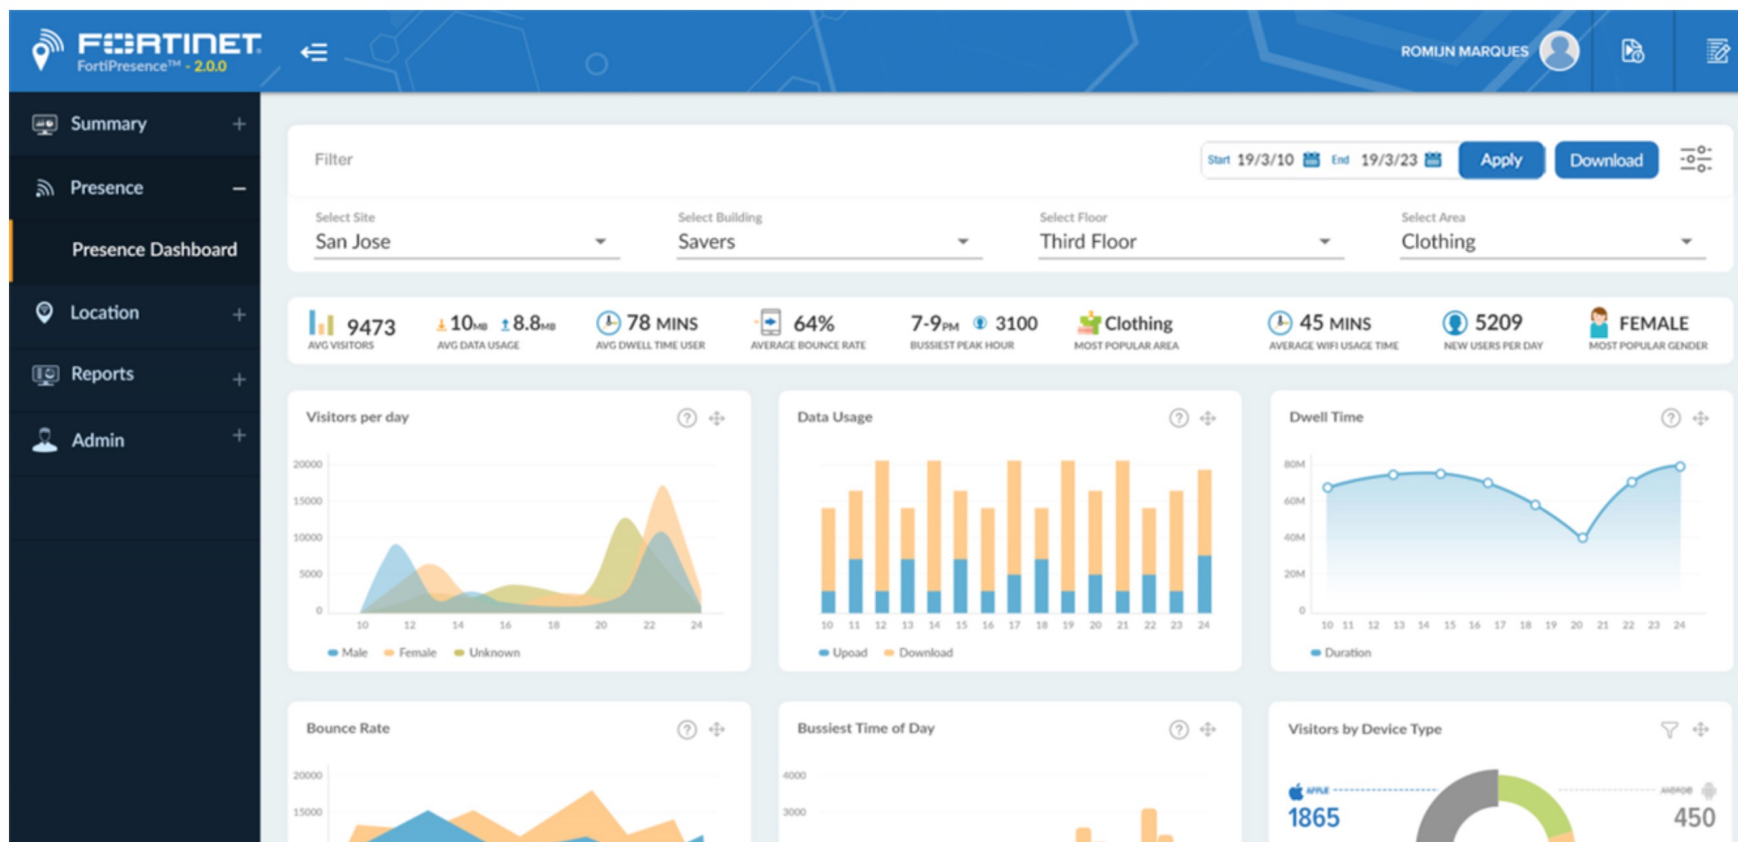 FORTINET
FortiPresence™ - 2.0.0
ROMIJN MARQUES
Summary
Presence
Presence Dashboard
Location
Reports
Admin
Filter
Start 19/3/10 End 19/3/23 Apply Download
Select Site Select Building Select Floor Select Area
San Jose Savers Third Floor Clothing
9473 10MB 8.8MB 78 MINS 64% 7-9PM 3100 Clothing 45 MINS 5209 FEMALE
AVG VISITORS AVG DATA USAGE AVG DWELL TIME USER AVERAGE BOUNCE RATE BUSSIEST PEAK HOUR MOST POPULAR AREA AVERAGE WIFI USAGE TIME NEW USERS PER DAY MOST POPULAR GENDER
Visitors per day
20000
15000
10000
5000
0
10 12 14 16 18 20 22 24
Male Female Unknown
Data Usage
10 11 12 13 14 15 16 17 18 19 20 21 22 23 24
Upoad Download
Dwell Time
80M
60M
40M
20M
0
10 11 12 13 14 15 16 17 18 19 20 21 22 23 24
Duration
Bounce Rate
20000
15000
Bussiest Time of Day
4000
3000
Visitors by Device Type
APPLE ANDROID
1865 450